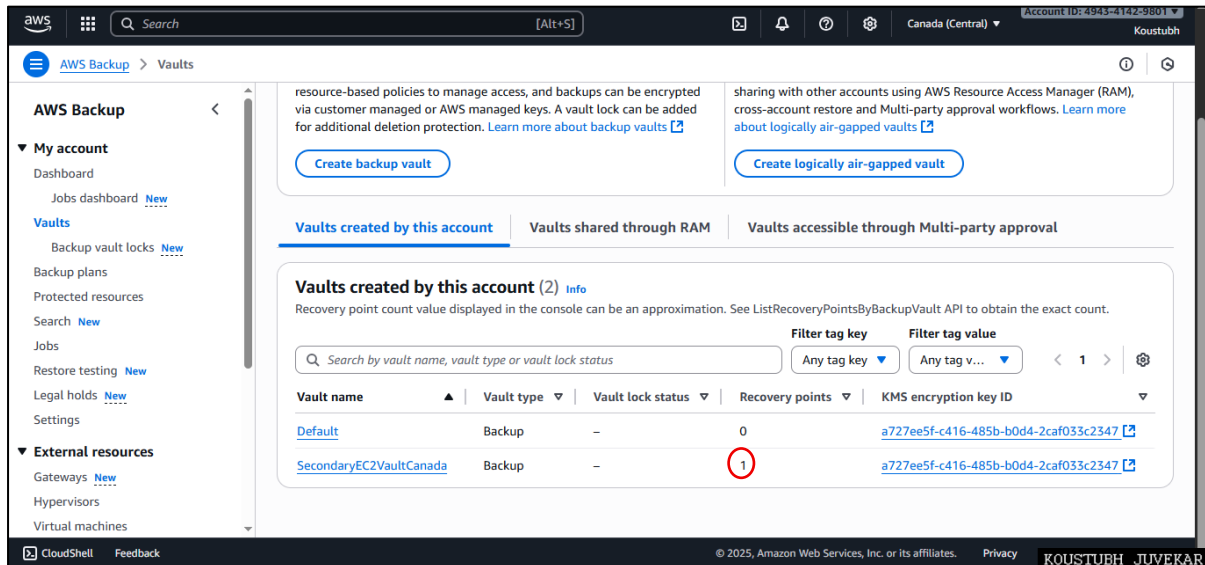 aws
Search
[Alt+S]
Canada (Central)
Account ID: 4943-4142-9801
Koustubh
AWS Backup > Vaults
AWS Backup
My account
Dashboard
Jobs dashboard New
Vaults
Backup vault locks New
Backup plans
Protected resources
Search New
Jobs
Restore testing New
Legal holds New
Settings
External resources
Gateways New
Hypervisors
Virtual machines
resource-based policies to manage access, and backups can be encrypted
via customer managed or AWS managed keys. A vault lock can be added
for additional deletion protection. Learn more about backup vaults
Create backup vault
sharing with other accounts using AWS Resource Access Manager (RAM),
cross-account restore and Multi-party approval workflows. Learn more
about logically air-gapped vaults
Create logically air-gapped vault
Vaults created by this account
Vaults shared through RAM
Vaults accessible through Multi-party approval
Vaults created by this account (2) Info
Recovery point count value displayed in the console can be an approximation. See ListRecoveryPointsByBackupVault API to obtain the exact count.
Filter tag key
Filter tag value
Search by vault name, vault type or vault lock status
Any tag key
Any tag v...
1
Vault name Vault type Vault lock status Recovery points KMS encryption key ID
Default Backup – 0 a727ee5f-c416-485b-b0d4-2caf033c2347
SecondaryEC2VaultCanada Backup – 1 a727ee5f-c416-485b-b0d4-2caf033c2347
CloudShell Feedback © 2025, Amazon Web Services, Inc. or its affiliates. Privacy
KOUSTUBH JUVEKAR